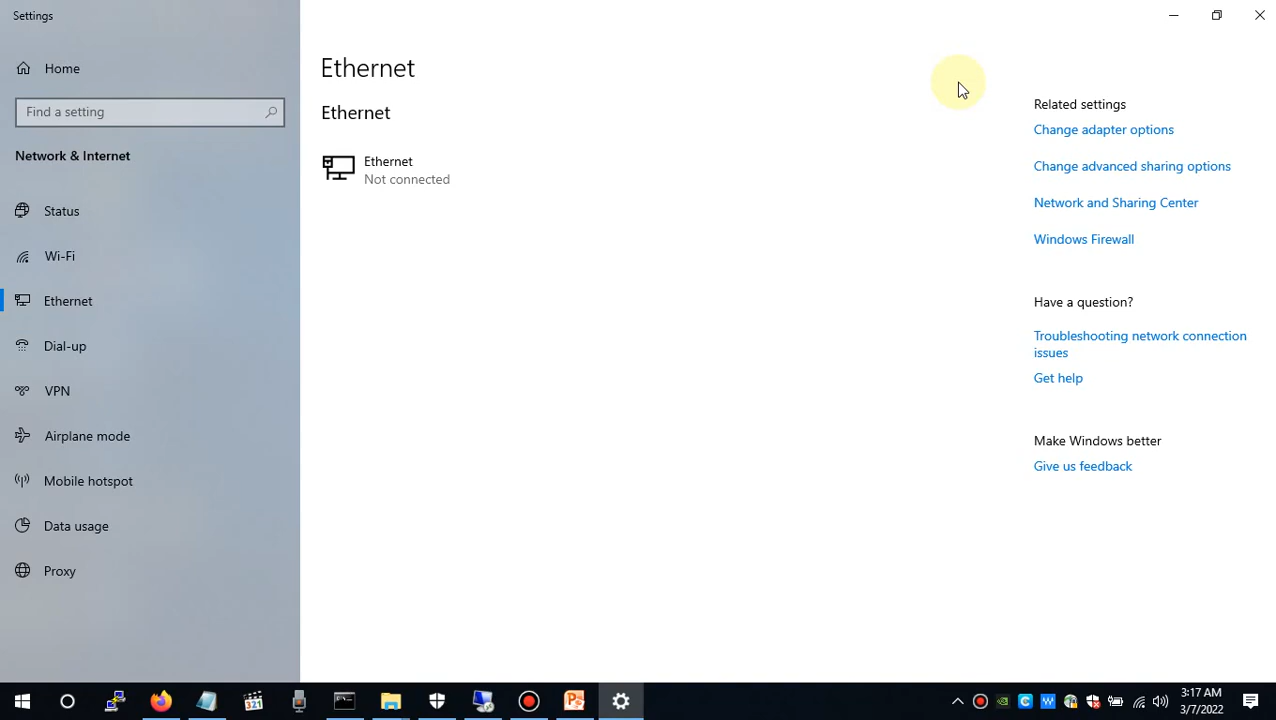 Settings
Home
Find a setting
Network & Internet
Status
Wi-Fi
Ethernet
Dial-up
VPN
Airplane mode
Mobile hotspot
Data usage
Proxy
Ethernet
Ethernet
Ethernet
Not connected
Related settings
Change adapter options
Change advanced sharing options
Network and Sharing Center
Windows Firewall
Have a question?
Troubleshooting network connection
issues
Get help
Make Windows better
Give us feedback
321
3:17 AM
3/7/2022